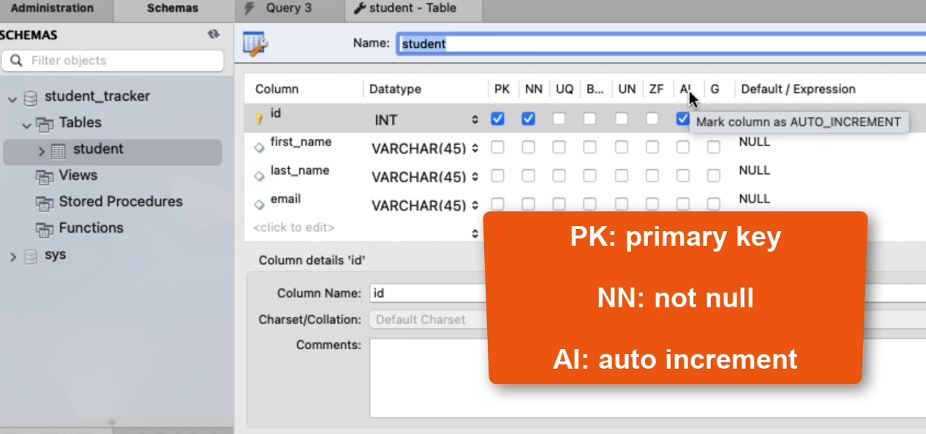 Administration Schemas Query 3 student - Table
SCHEMAS
Filter objects
student_tracker
Tables
student
Views
Stored Procedures
Functions
sys
Name: student
Column Datatype PK NN UQ B... UN ZF AI G Default / Expression
id INT
Mark column as AUTO_INCREMENT
first_name VARCHAR(45) NULL
last_name VARCHAR(45) NULL
email VARCHAR(45) NULL
<click to edit>
PK: primary key
NN: not null
AI: auto increment
Column details 'id'
Column Name: id
Charset/Collation: Default Charset
Comments: